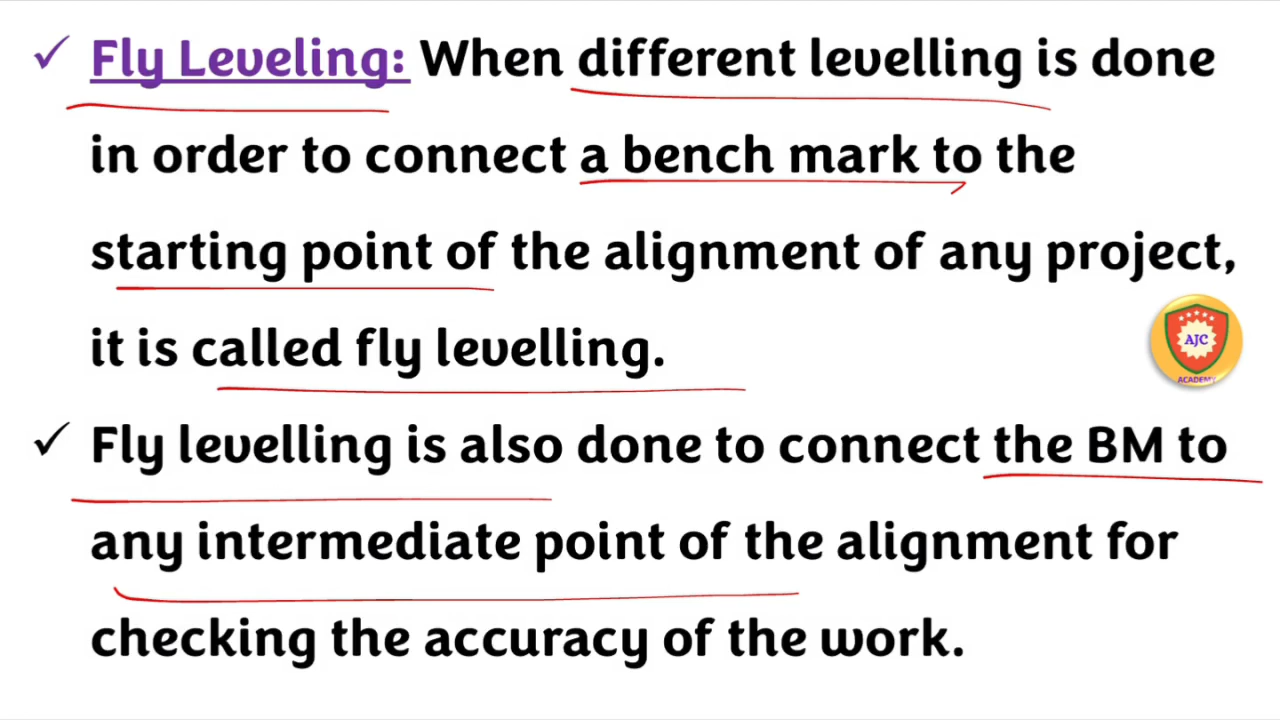 ✓ Fly Leveling: When different levelling is done
in order to connect a bench mark to the
starting point of the alignment of any project,
it is called fly levelling.
AJC
ACADEMY
✓ Fly levelling is also done to connect the BM to
any intermediate point of the alignment for
checking the accuracy of the work.